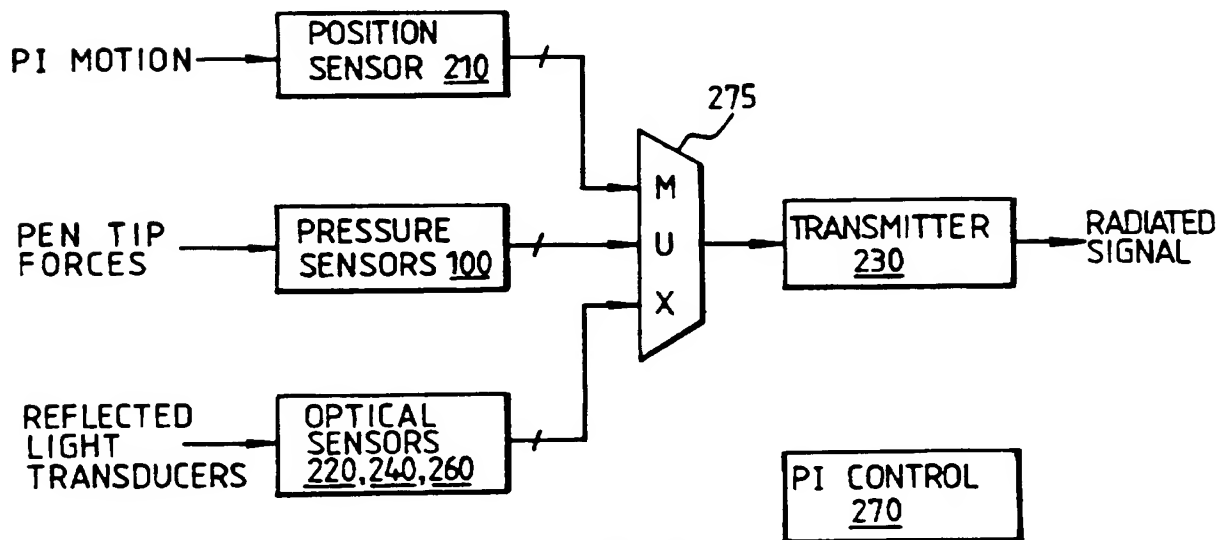 PI MOTION
POSITION
SENSOR 210
275
PEN TIP
FORCES
PRESSURE
SENSORS 100
M
U
X
TRANSMITTER
230
RADIATED
SIGNAL
REFLECTED
LIGHT
TRANSDUCERS
OPTICAL
SENSORS
220, 240, 260
PI CONTROL
270